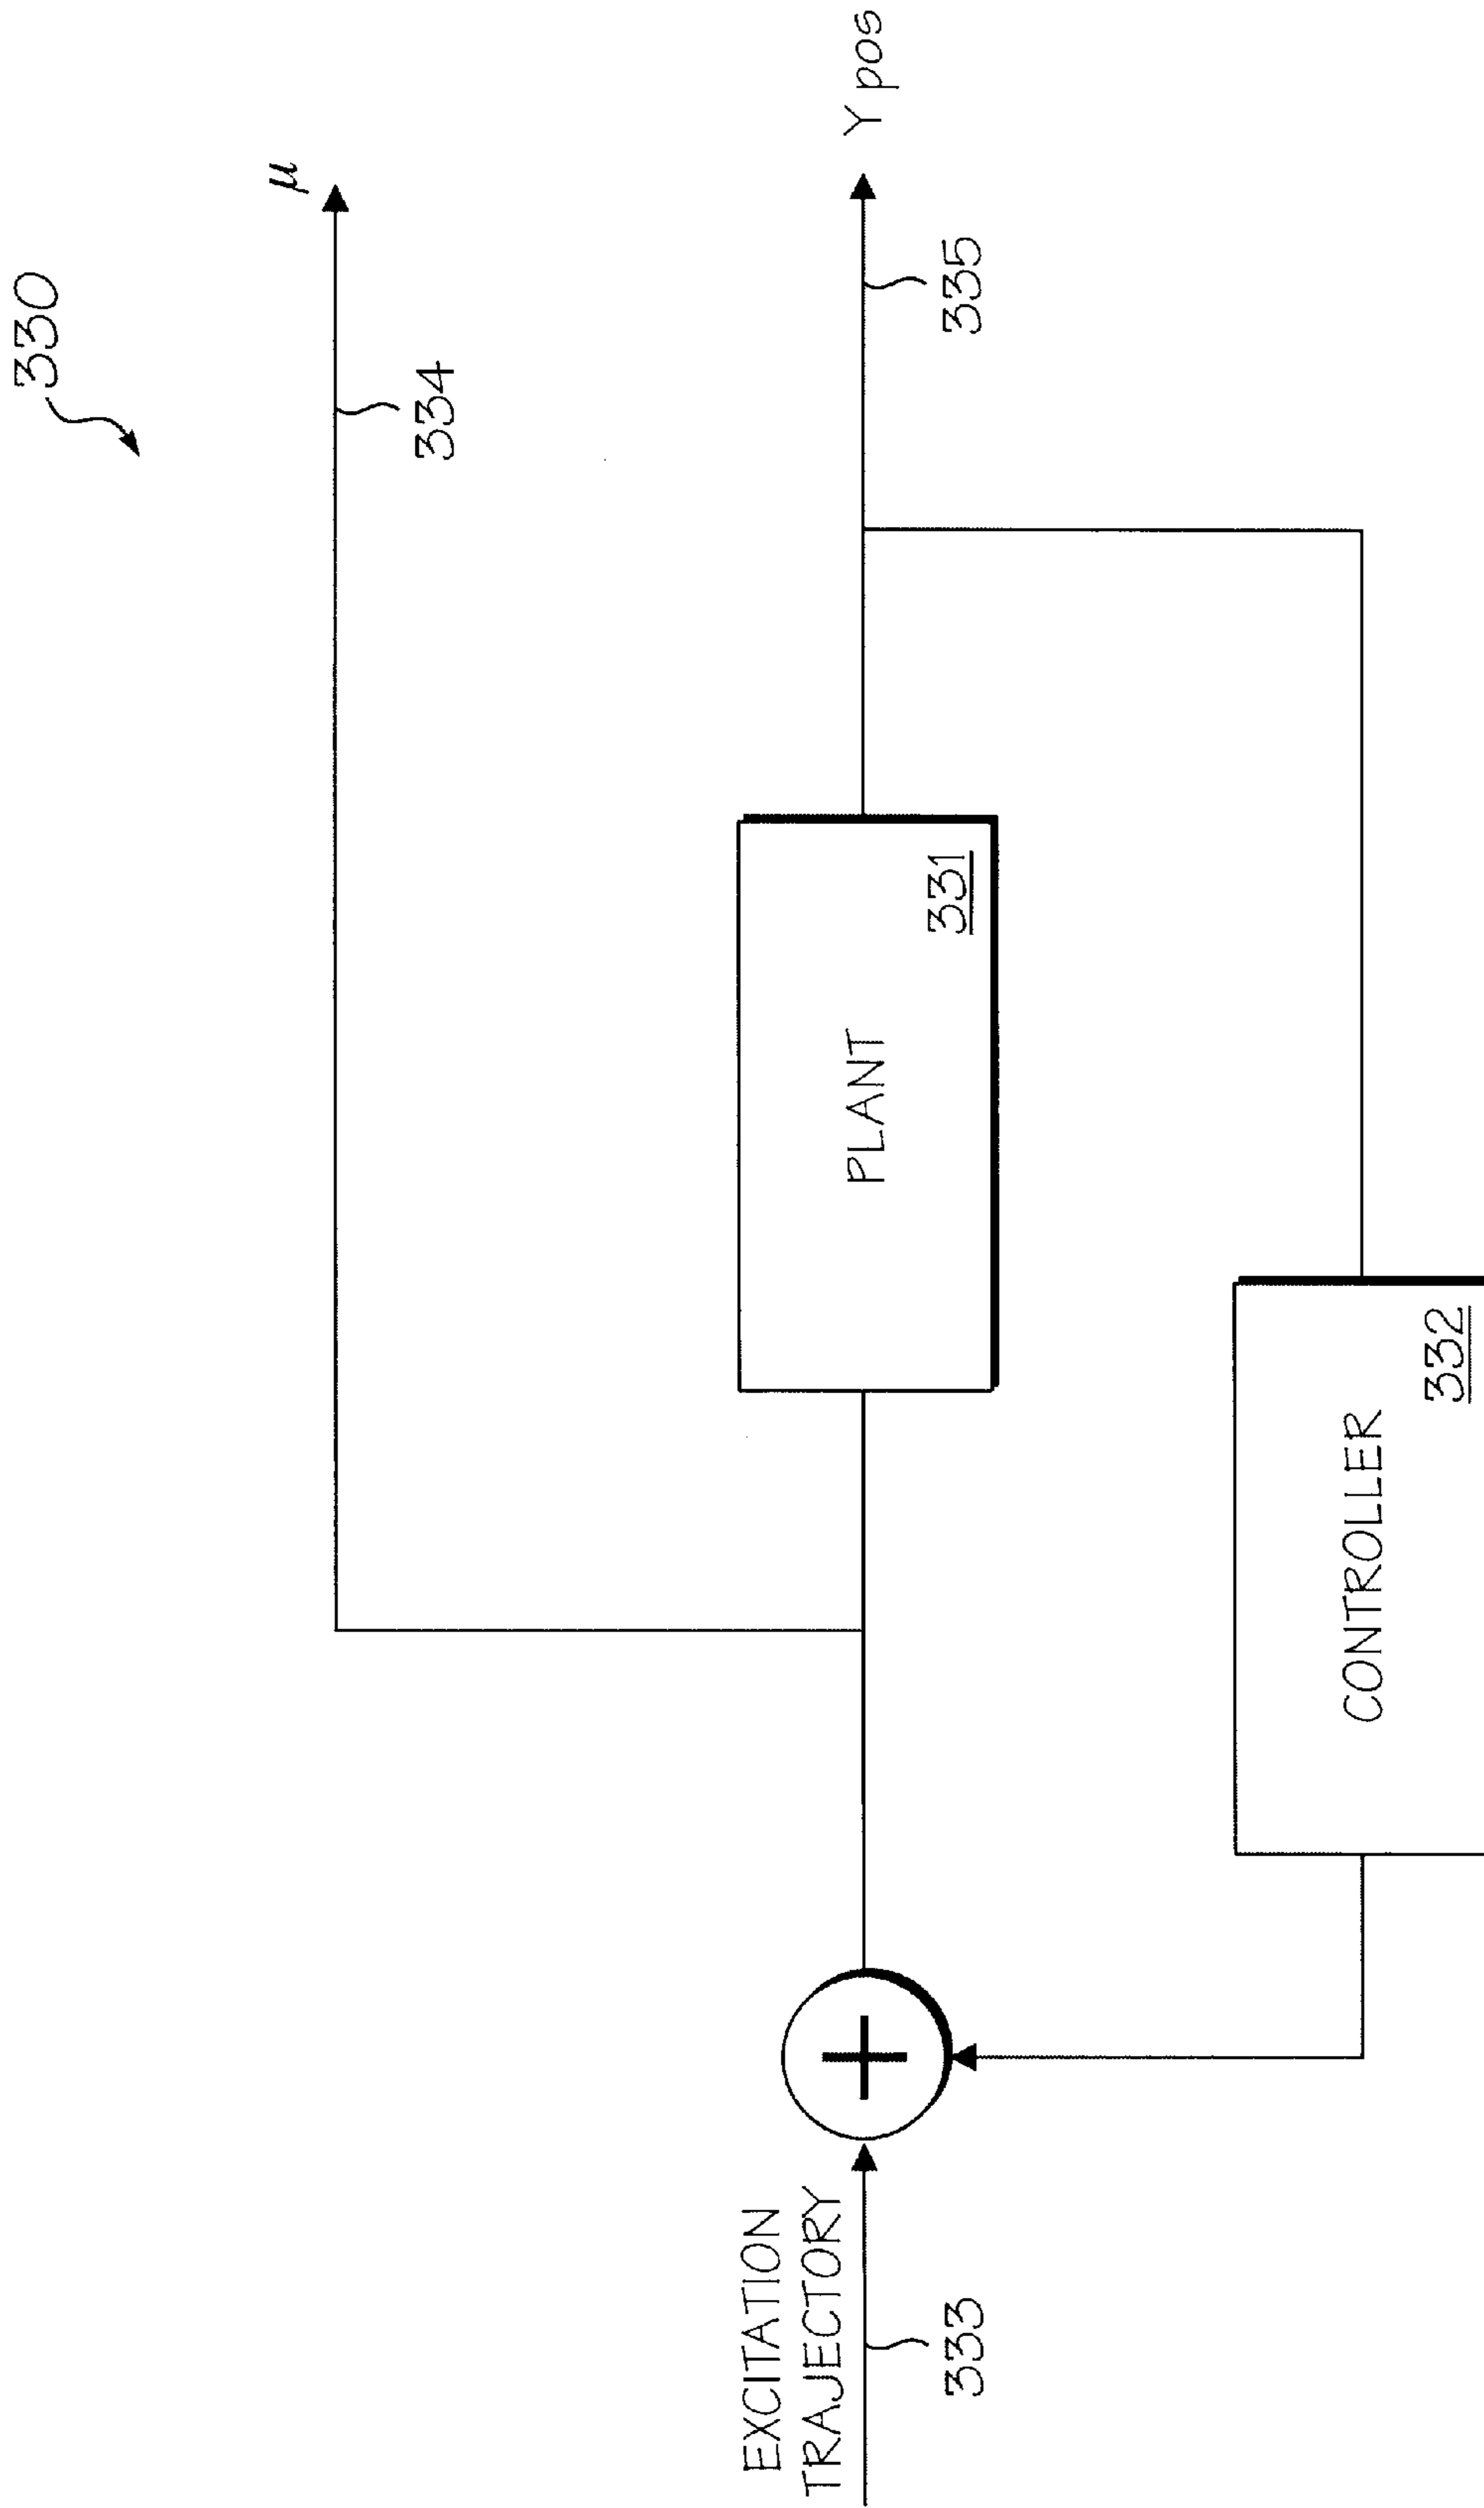 330
μ
334
Y pos
335
PLANT
331
CONTROLLER
332
EXCITATION
TRAJECTORY
333